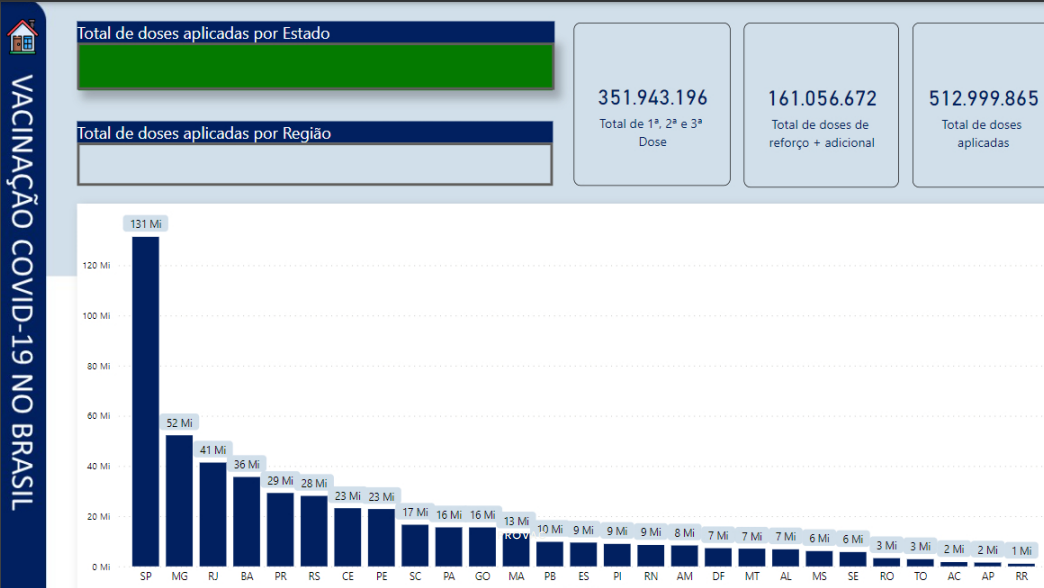 VACINAÇÃO COVID-19 NO BRASIL
Total de doses aplicadas por Estado
Total de doses aplicadas por Região
351.943.196
Total de 1ª, 2ª e 3ª
Dose
161.056.672
Total de doses de
reforço + adicional
512.999.865
Total de doses
aplicadas
131 Mi
52 Mi
41 Mi
36 Mi
29 Mi
28 Mi
23 Mi
23 Mi
17 Mi
16 Mi
16 Mi
13 Mi
10 Mi
9 Mi
9 Mi
9 Mi
8 Mi
7 Mi
7 Mi
7 Mi
6 Mi
6 Mi
3 Mi
3 Mi
2 Mi
2 Mi
1 Mi
120 Mi
100 Mi
80 Mi
60 Mi
40 Mi
20 Mi
0 Mi
SP MG RJ BA PR RS CE PE SC PA GO MA PB ES PI RN AM DF MT AL MS SE RO TO AC AP RR